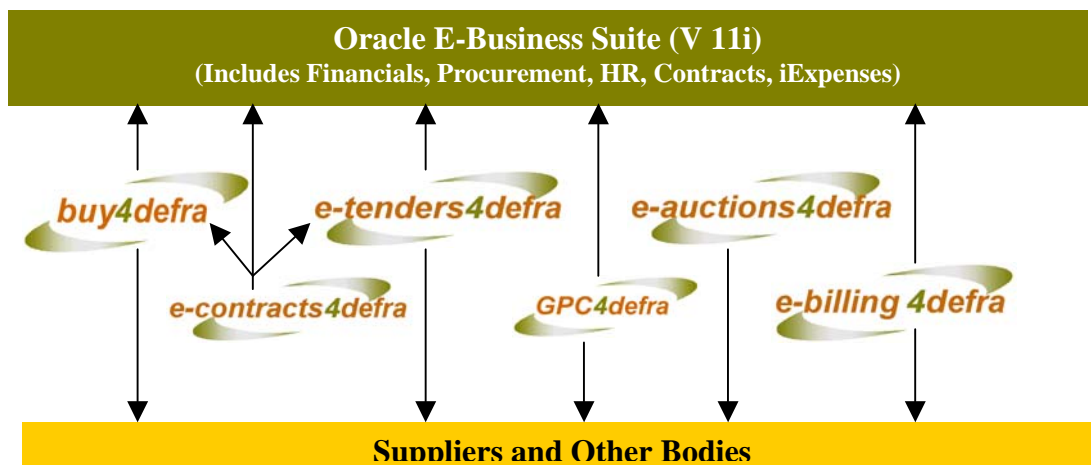 Oracle E-Business Suite (V 11i)
(Includes Financials, Procurement, HR, Contracts, iExpenses)
buy4defra
e-tenders4defra
e-auctions4defra
e-contracts4defra
GPC4defra
e-billing 4defra
Suppliers and Other Bodies